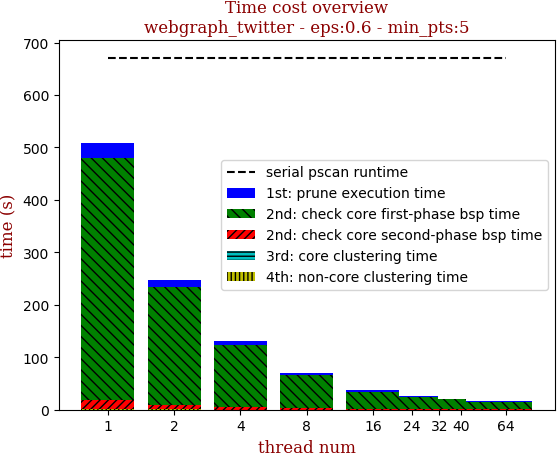 Time cost overview
webgraph_twitter - eps:0.6 - min_pts:5
700
600
500
400
300
200
100
0
time (s)
serial pscan runtime
1st: prune execution time
2nd: check core first-phase bsp time
2nd: check core second-phase bsp time
3rd: core clustering time
4th: non-core clustering time
1 2 4 8 16 24 32 40 64
thread num